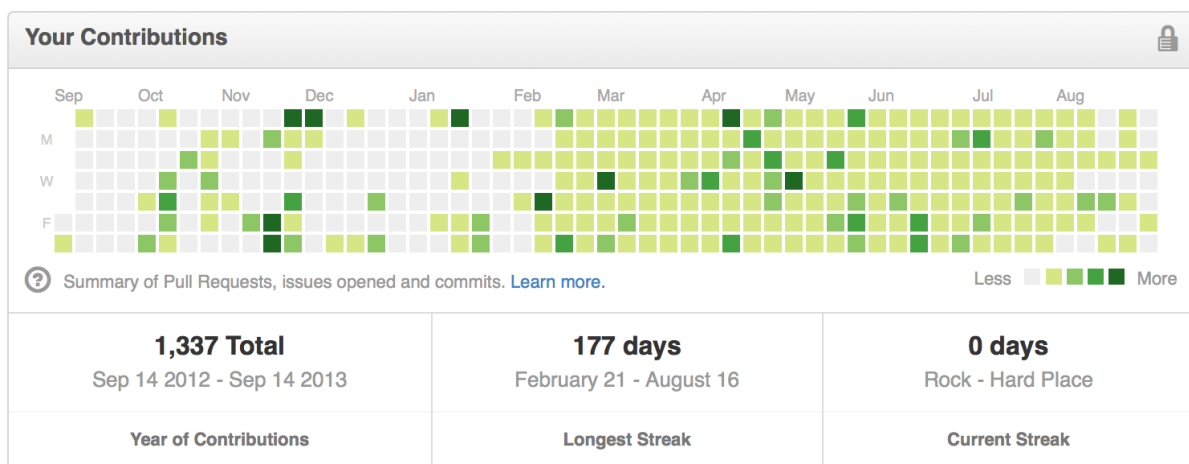 Your Contributions
Sep Oct Nov Dec Jan Feb Mar Apr May Jun Jul Aug
M
W
F
? Summary of Pull Requests, issues opened and commits. Learn more. Less More
1,337 Total 177 days 0 days
Sep 14 2012 - Sep 14 2013 February 21 - August 16 Rock - Hard Place
Year of Contributions Longest Streak Current Streak